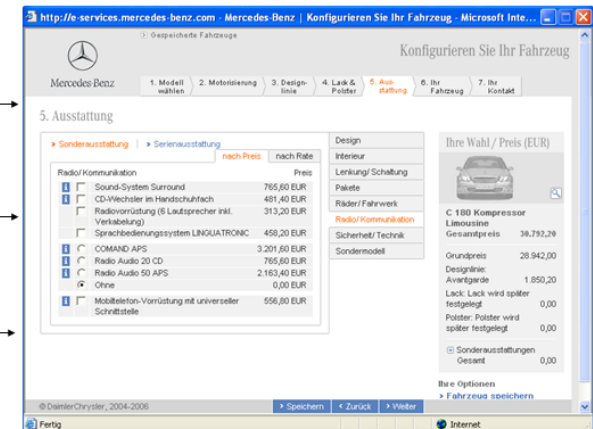 http://e-services.mercedes-benz.com - Mercedes-Benz | Konfigurieren Sie Ihr Fahrzeug - Microsoft Inte...
Gespeicherte Fahrzeuge
Konfigurieren Sie Ihr Fahrzeug
Mercedes-Benz
1. Modell wählen
2. Motorisierung
3. Design-linie
4. Lack & Polster
5. Aus-stattung
6. Ihr Fahrzeug
7. Ihr Kontakt
5. Ausstattung
Sonderausstattung | Serienausstattung
nach Preis nach Rate
Radio/Kommunikation Preis
Sound-System Surround 765,60 EUR
CD-Wechsler im Handschuhfach 481,40 EUR
Radiovorrüstung (6 Lautsprecher inkl. 313,20 EUR
Verkabelung)
Sprachbedienungssystem LINGUATRONIC 458,20 EUR
COMAND APS 3.201,60 EUR
Radio Audio 20 CD 765,60 EUR
Radio Audio 50 APS 2.163,40 EUR
Ohne 0,00 EUR
Mobiltelefon-Vorrüstung mit universeller 556,80 EUR
Schnittstelle
Design
Interieur
Lenkung/Schaltung
Pakete
Räder/Fahrwerk
Radio/Kommunikation
Sicherheit/Technik
Sondermodell
Ihre Wahl / Preis (EUR)
C 180 Kompressor
Limousine
Gesamtpreis 30.792,20
Grundpreis 28.942,00
Designlinie:
Avantgarde 1.850,20
Lack: Lack wird später
festgelegt 0,00
Polster: Polster wird
später festgelegt 0,00
Sonderausstattungen
Gesamt 0,00
Ihre Optionen
Fahrzeug speichern
© DaimlerChrysler, 2004-2006
Speichern Zurück Weiter
Fertig
Internet